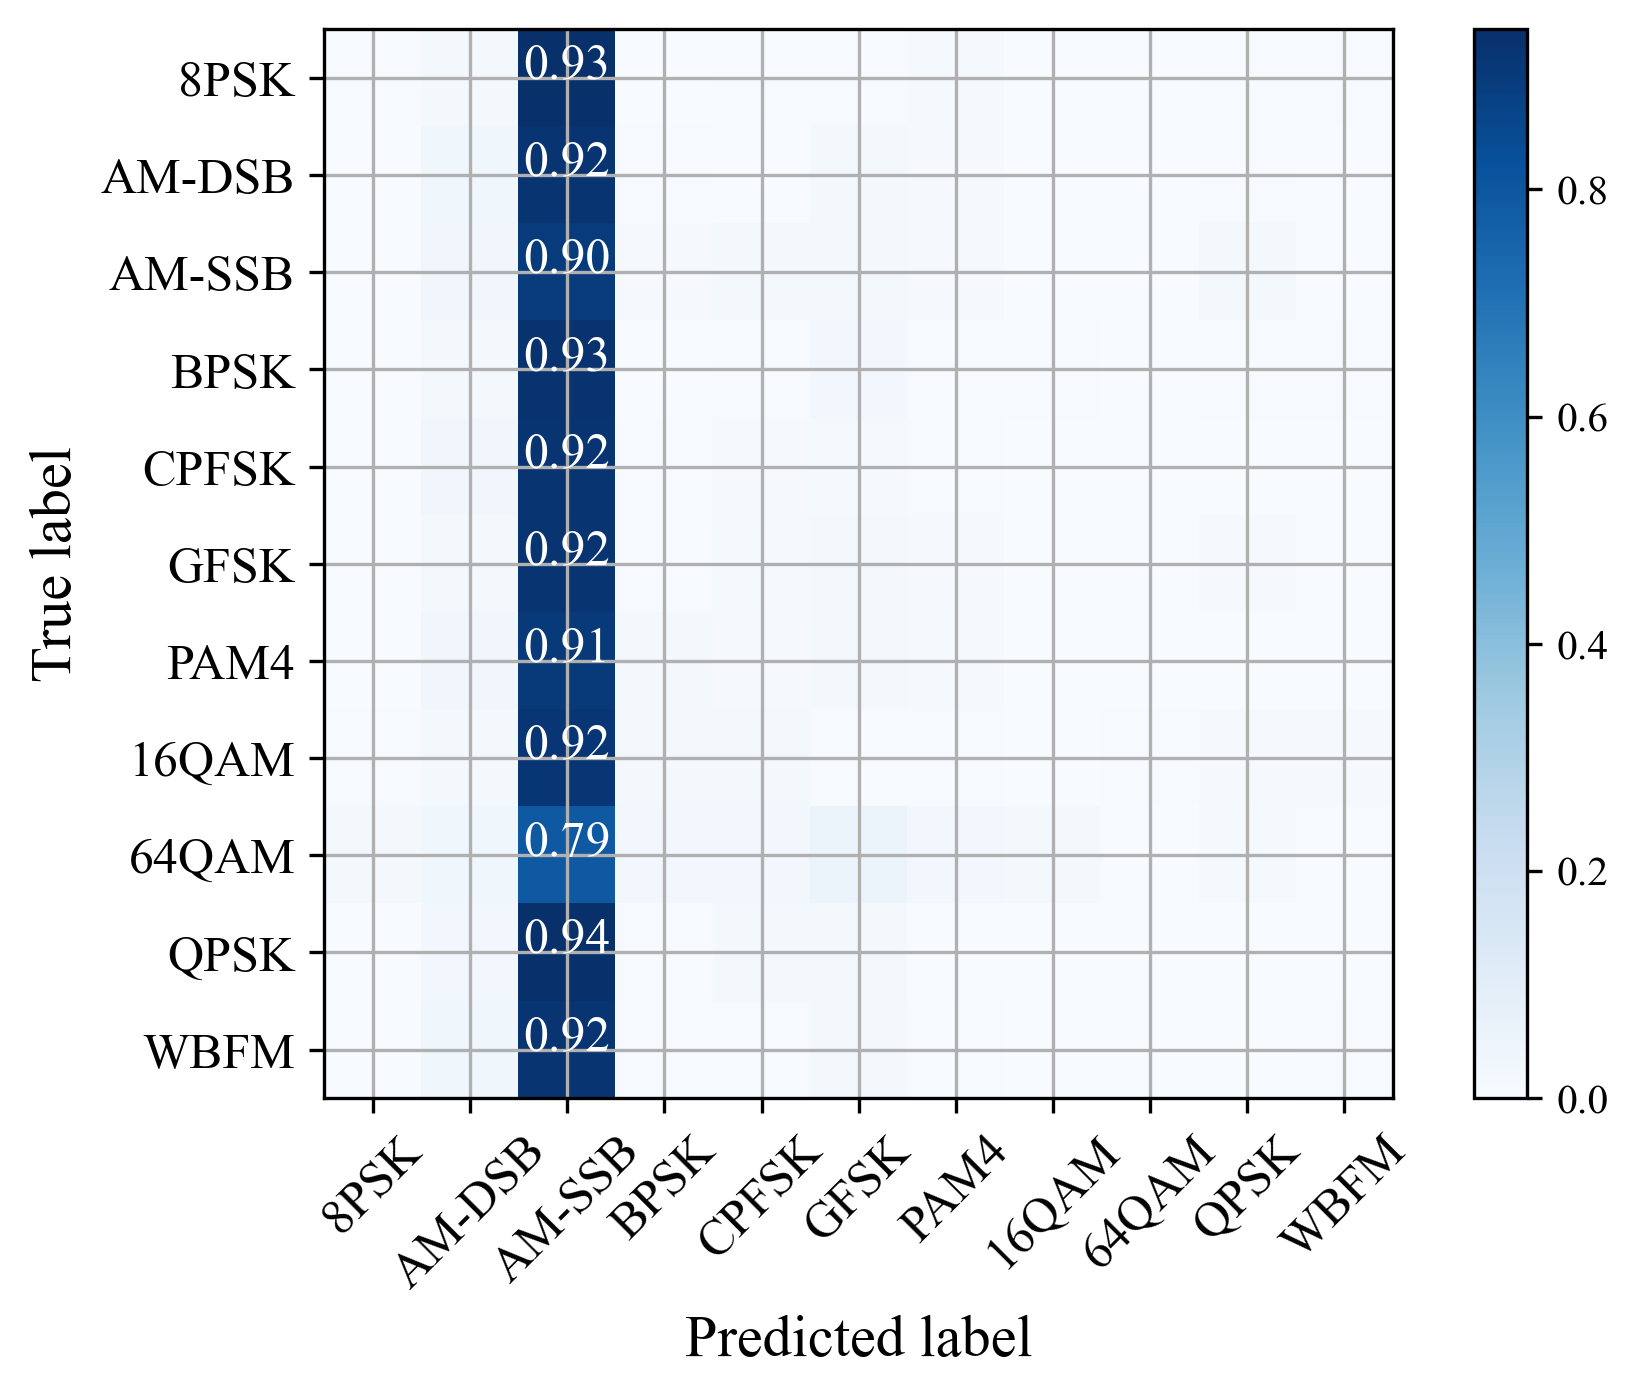 True label
8PSK
AM-DSB
AM-SSB
BPSK
CPFSK
GFSK
PAM4
16QAM
64QAM
QPSK
WBFM
0.93
0.92
0.90
0.93
0.92
0.92
0.91
0.92
0.79
0.94
0.92
8PSK
AM-DSB
AM-SSB
BPSK
CPFSK
GFSK
PAM4
16QAM
64QAM
QPSK
WBFM
Predicted label
0.8
0.6
0.4
0.2
0.0